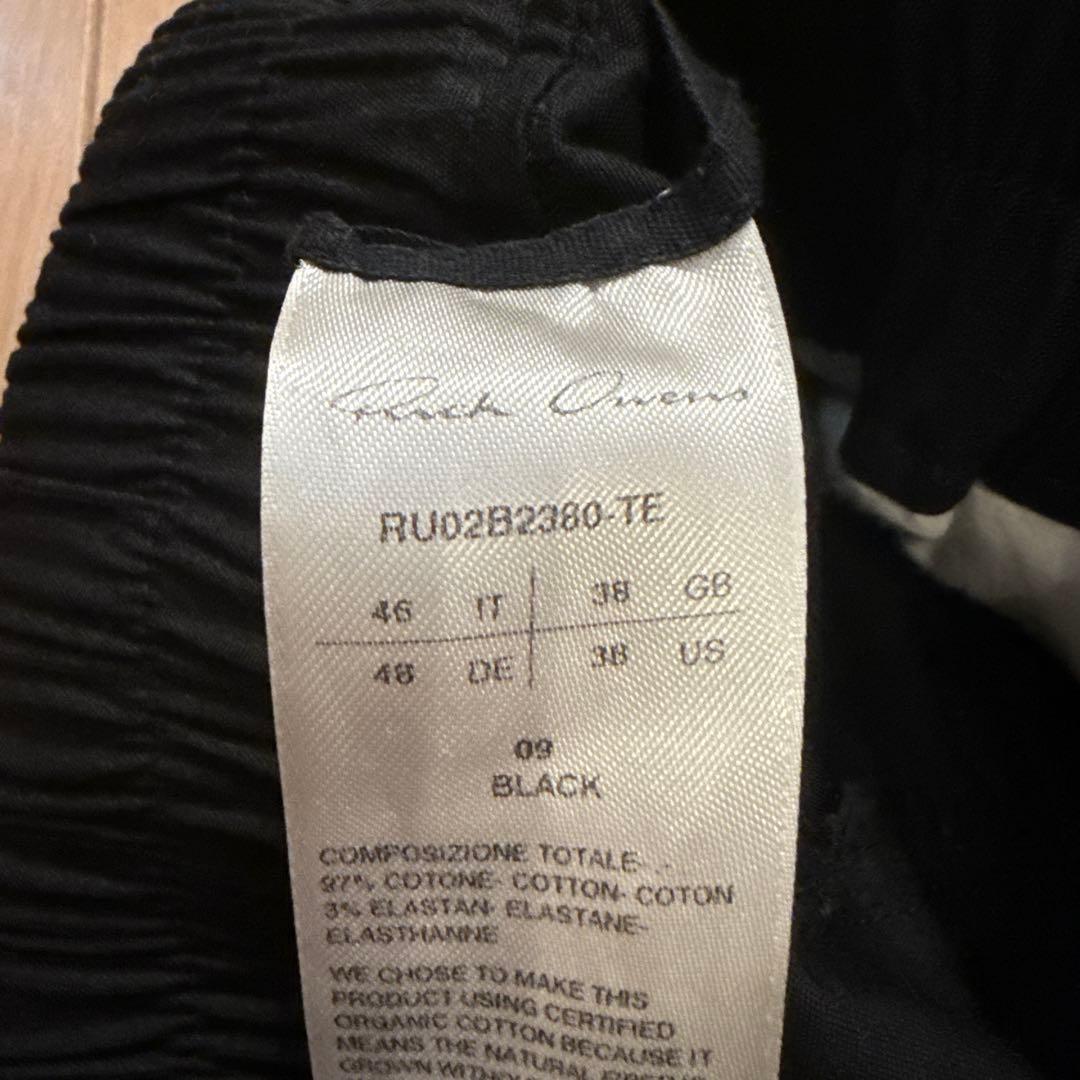 Rick Owens
RU02B2380-TE
46 IT 38 GB
48 DE 38 US
09
BLACK
COMPOSIZIONE TOTALE-.-
97% COTONE- COTTON- COTON
3% ELASTAN- ELASTANE-
ELASTHANNE
WE CHOSE TO MAKE THIS
PRODUCT USING CERTIFIED
ORGANIC COTTON BECAUSE IT
MEANS THE NATURAL
GROWN